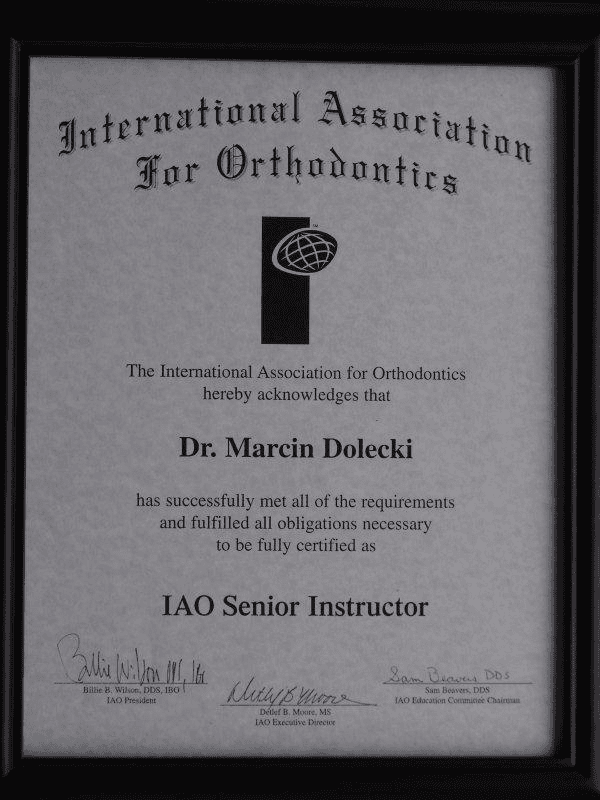 International Association
For Orthodontics
TM
The International Association for Orthodontics
hereby acknowledges that
Dr. Marcin Dolecki
has successfully met all of the requirements
and fulfilled all obligations necessary
to be fully certified as
IAO Senior Instructor
Billie B. Wilson, DDS, IBO
IAO President
Detlef B. Moore
Detlef B. Moore, MS
IAO Executive Director
Sam Beavers DDS
Sam Beavers, DDS
IAO Education Committee Chairman